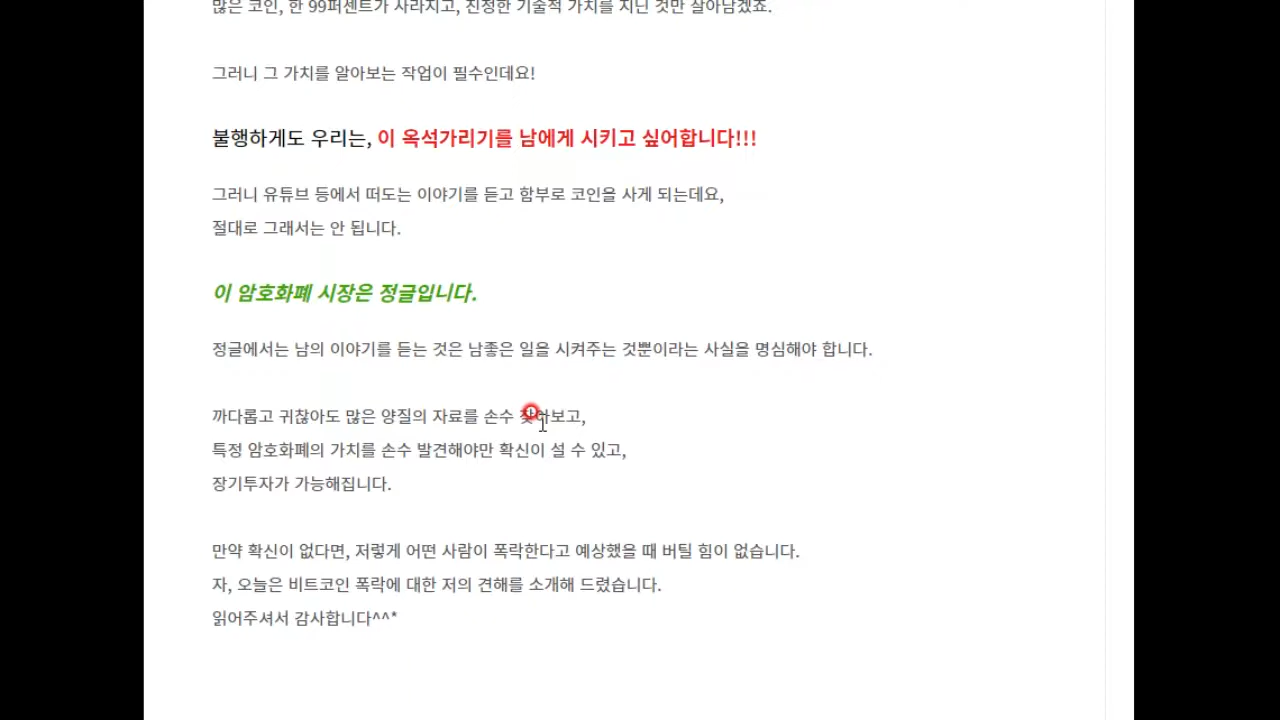 많은 코인, 한 99퍼센트가 사라지고, 진정한 기술적 가치를 지닌 것만 살아남겠죠.
그러니 그 가치를 알아보는 작업이 필수인데요!
불행하게도 우리는, 이 옥석가리기를 남에게 시키고 싶어합니다!!!
그러니 유튜브 등에서 떠도는 이야기를 듣고 함부로 코인을 사게 되는데요,
절대로 그래서는 안 됩니다.
이 암호화폐 시장은 정글입니다.
정글에서는 남의 이야기를 듣는 것은 남좋은 일을 시켜주는 것뿐이라는 사실을 명심해야 합니다.
까다롭고 귀찮아도 많은 양질의 자료를 손수 찾아보고,
특정 암호화폐의 가치를 손수 발견해야만 확신이 설 수 있고,
장기투자가 가능해집니다.
만약 확신이 없다면, 저렇게 어떤 사람이 폭락한다고 예상했을 때 버틸 힘이 없습니다.
자, 오늘은 비트코인 폭락에 대한 저의 견해를 소개해 드렸습니다.
읽어주셔서 감사합니다^^*